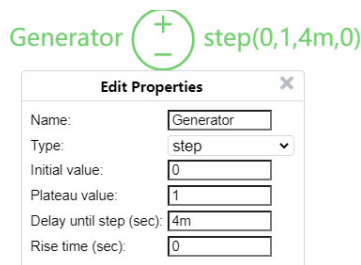 Generator + − step(0,1,4m,0)
Edit Properties ×
Name: Generator
Type: step
Initial value: 0
Plateau value: 1
Delay until step (sec): 4m
Rise time (sec): 0